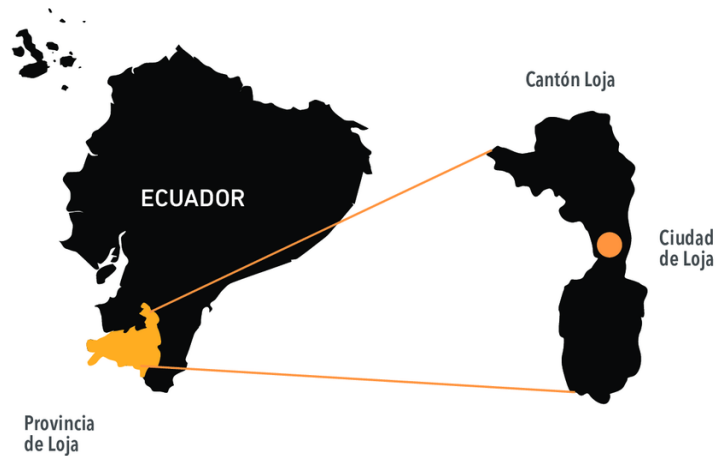 Cantón Loja
ECUADOR
Ciudad
de Loja
Provincia
de Loja